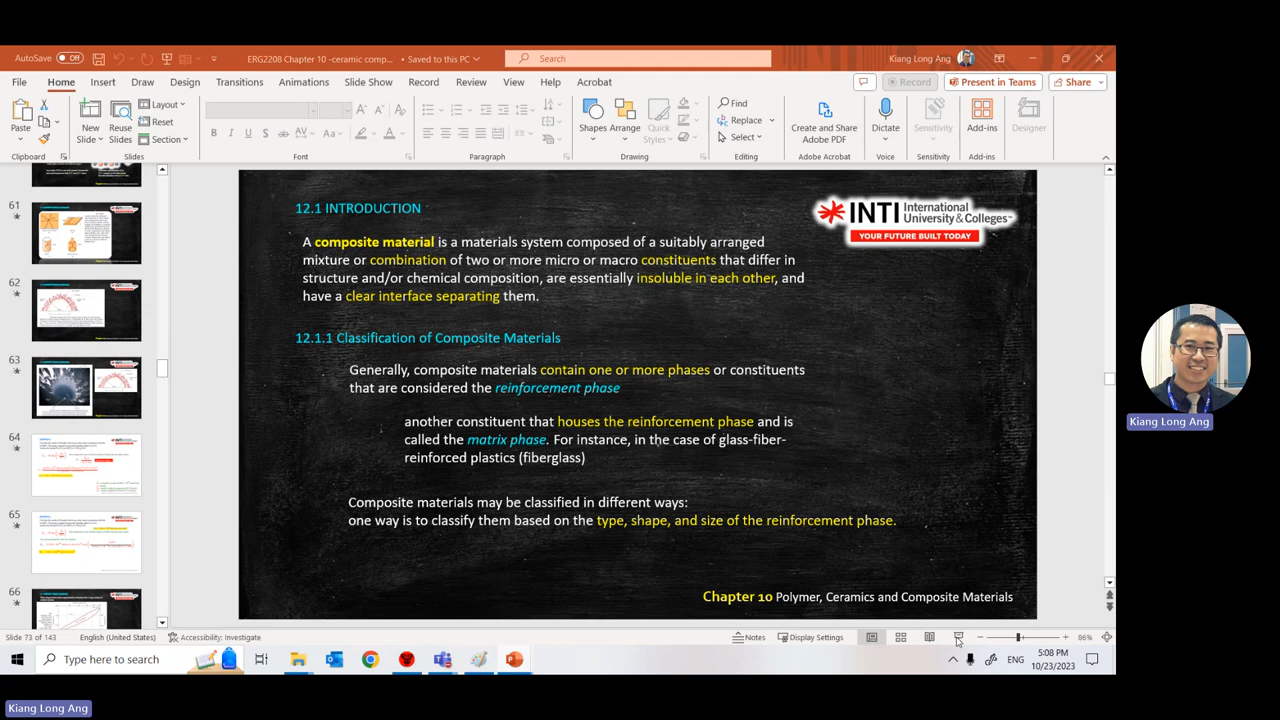 AutoSave Off ERG2208 Chapter 10 -ceramic comp... • Saved to this PC Search Kiang Long Ang
File Home Insert Draw Design Transitions Animations Slide Show Record Review View Help Acrobat Record Present in Teams Share
Paste New Slide Reuse Slides Layout Reset Section Shapes Arrange Quick Styles Find Replace Select Create and Share Adobe PDF Dictate Sensitivity Add-ins Designer
Clipboard Slides Font Paragraph Drawing Editing Adobe Acrobat Voice Sensitivity Add-ins
61
62
63
64
65
66
12.1 INTRODUCTION
INTI International University & Colleges
YOUR FUTURE BUILT TODAY
A composite material is a materials system composed of a suitably arranged
mixture or combination of two or more micro or macro constituents that differ in
structure and/or chemical composition, are essentially insoluble in each other, and
have a clear interface separating them.
12.1.1 Classification of Composite Materials
Generally, composite materials contain one or more phases or constituents
that are considered the reinforcement phase
another constituent that houses the reinforcement phase and is
called the matrix phase. For instance, in the case of glass fiber-
reinforced plastics (fiberglass)
Composite materials may be classified in different ways:
one way is to classify them based on the type, shape, and size of the reinforcement phase.
Chapter 10 Polymer, Ceramics and Composite Materials
Kiang Long Ang
Slide 73 of 143 English (United States) Accessibility: Investigate Notes Display Settings 86%
Type here to search ENG 5:08 PM
10/23/2023
Kiang Long Ang